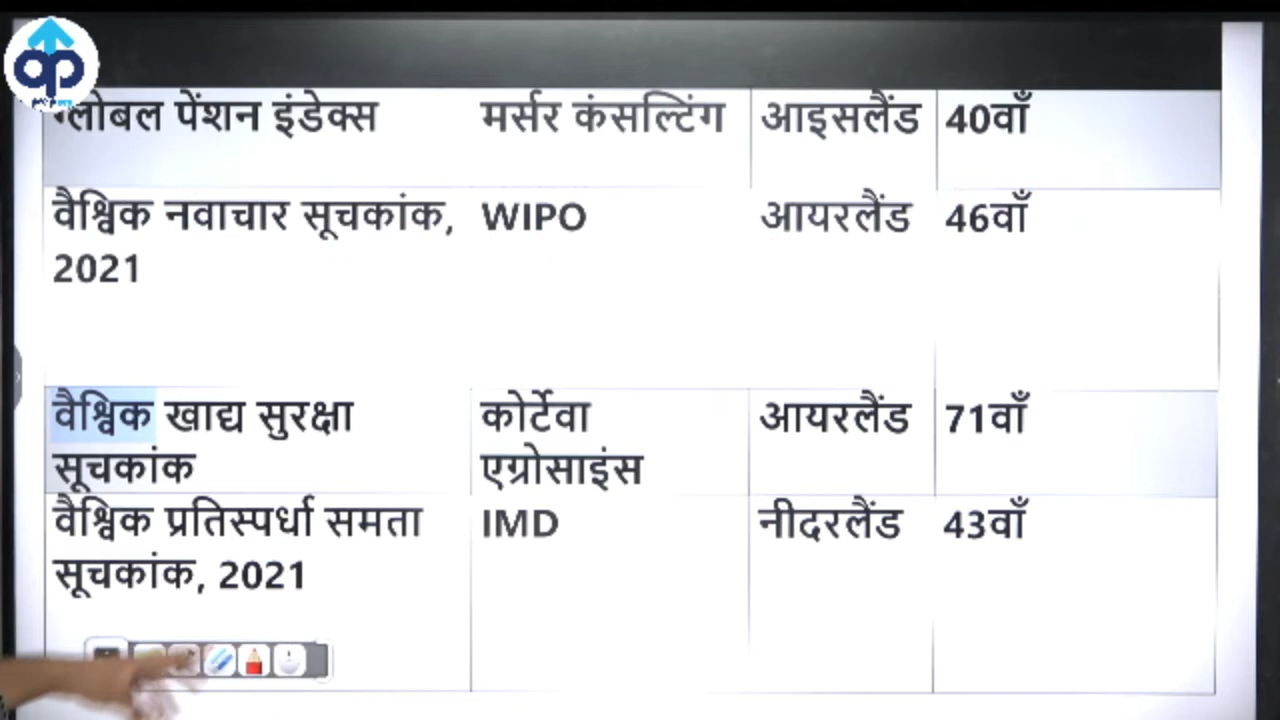 ग्लोबल पेंशन इंडेक्स मर्सर कंसल्टिंग आइसलैंड 40वाँ
वैश्विक नवाचार सूचकांक, WIPO आयरलैंड 46वाँ
2021
वैश्विक खाद्य सुरक्षा कोर्टेवा आयरलैंड 71वाँ
सूचकांक एग्रोसाइंस
वैश्विक प्रतिस्पर्धा समता IMD नीदरलैंड 43वाँ
सूचकांक, 2021